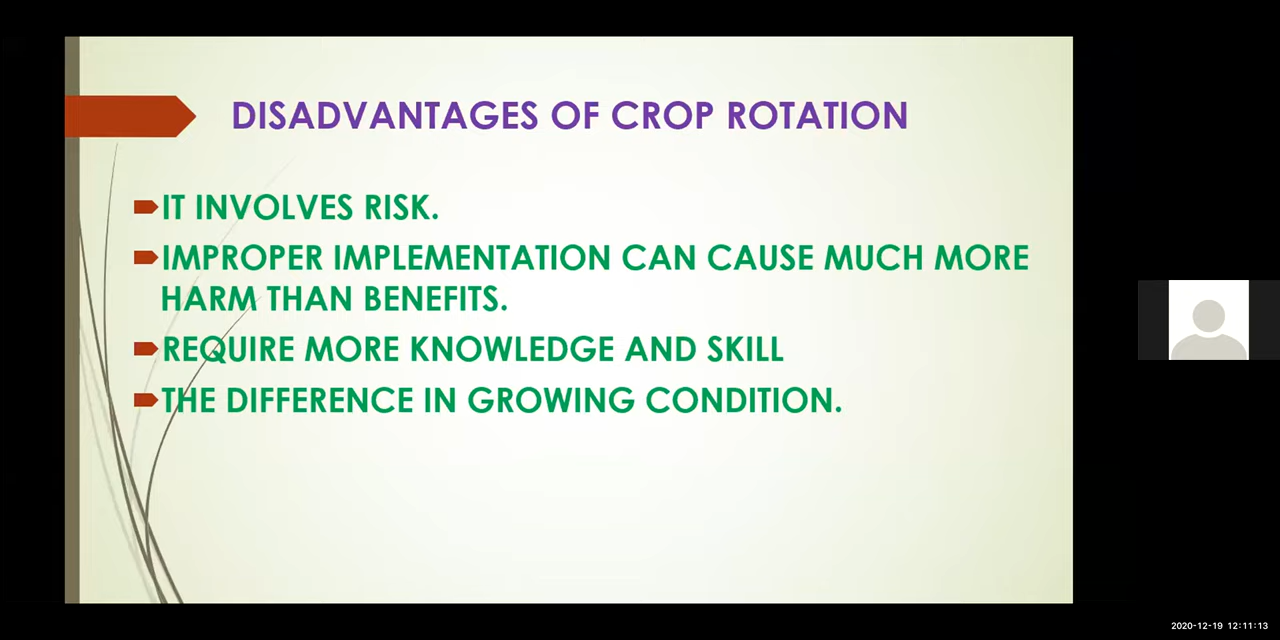 DISADVANTAGES OF CROP ROTATION
IT INVOLVES RISK.
IMPROPER IMPLEMENTATION CAN CAUSE MUCH MORE
HARM THAN BENEFITS.
REQUIRE MORE KNOWLEDGE AND SKILL
THE DIFFERENCE IN GROWING CONDITION.
2020-12-19 12:11:13